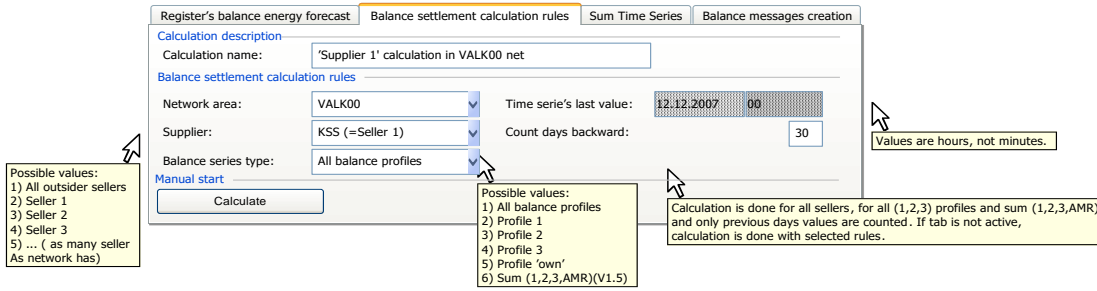 Register's balance energy forecast
Balance settlement calculation rules
Sum Time Series
Balance messages creation
Calculation description
Calculation name:
'Supplier 1' calculation in VALK00 net
Balance settlement calculation rules
Network area:
VALK00
Time serie's last value:
12.12.2007
00
Supplier:
KSS (=Seller 1)
Count days backward:
30
Balance series type:
All balance profiles
Manual start
Calculate
Values are hours, not minutes.
Possible values:
1) All outsider sellers
2) Seller 1
3) Seller 2
4) Seller 3
5) ... ( as many seller
As network has)
Possible values:
1) All balance profiles
2) Profile 1
3) Profile 2
4) Profile 3
5) Profile 'own'
6) Sum (1,2,3,AMR)(V1.5)
Calculation is done for all sellers, for all (1,2,3) profiles and sum (1,2,3,AMR)
and only previous days values are counted. If tab is not active,
calculation is done with selected rules.